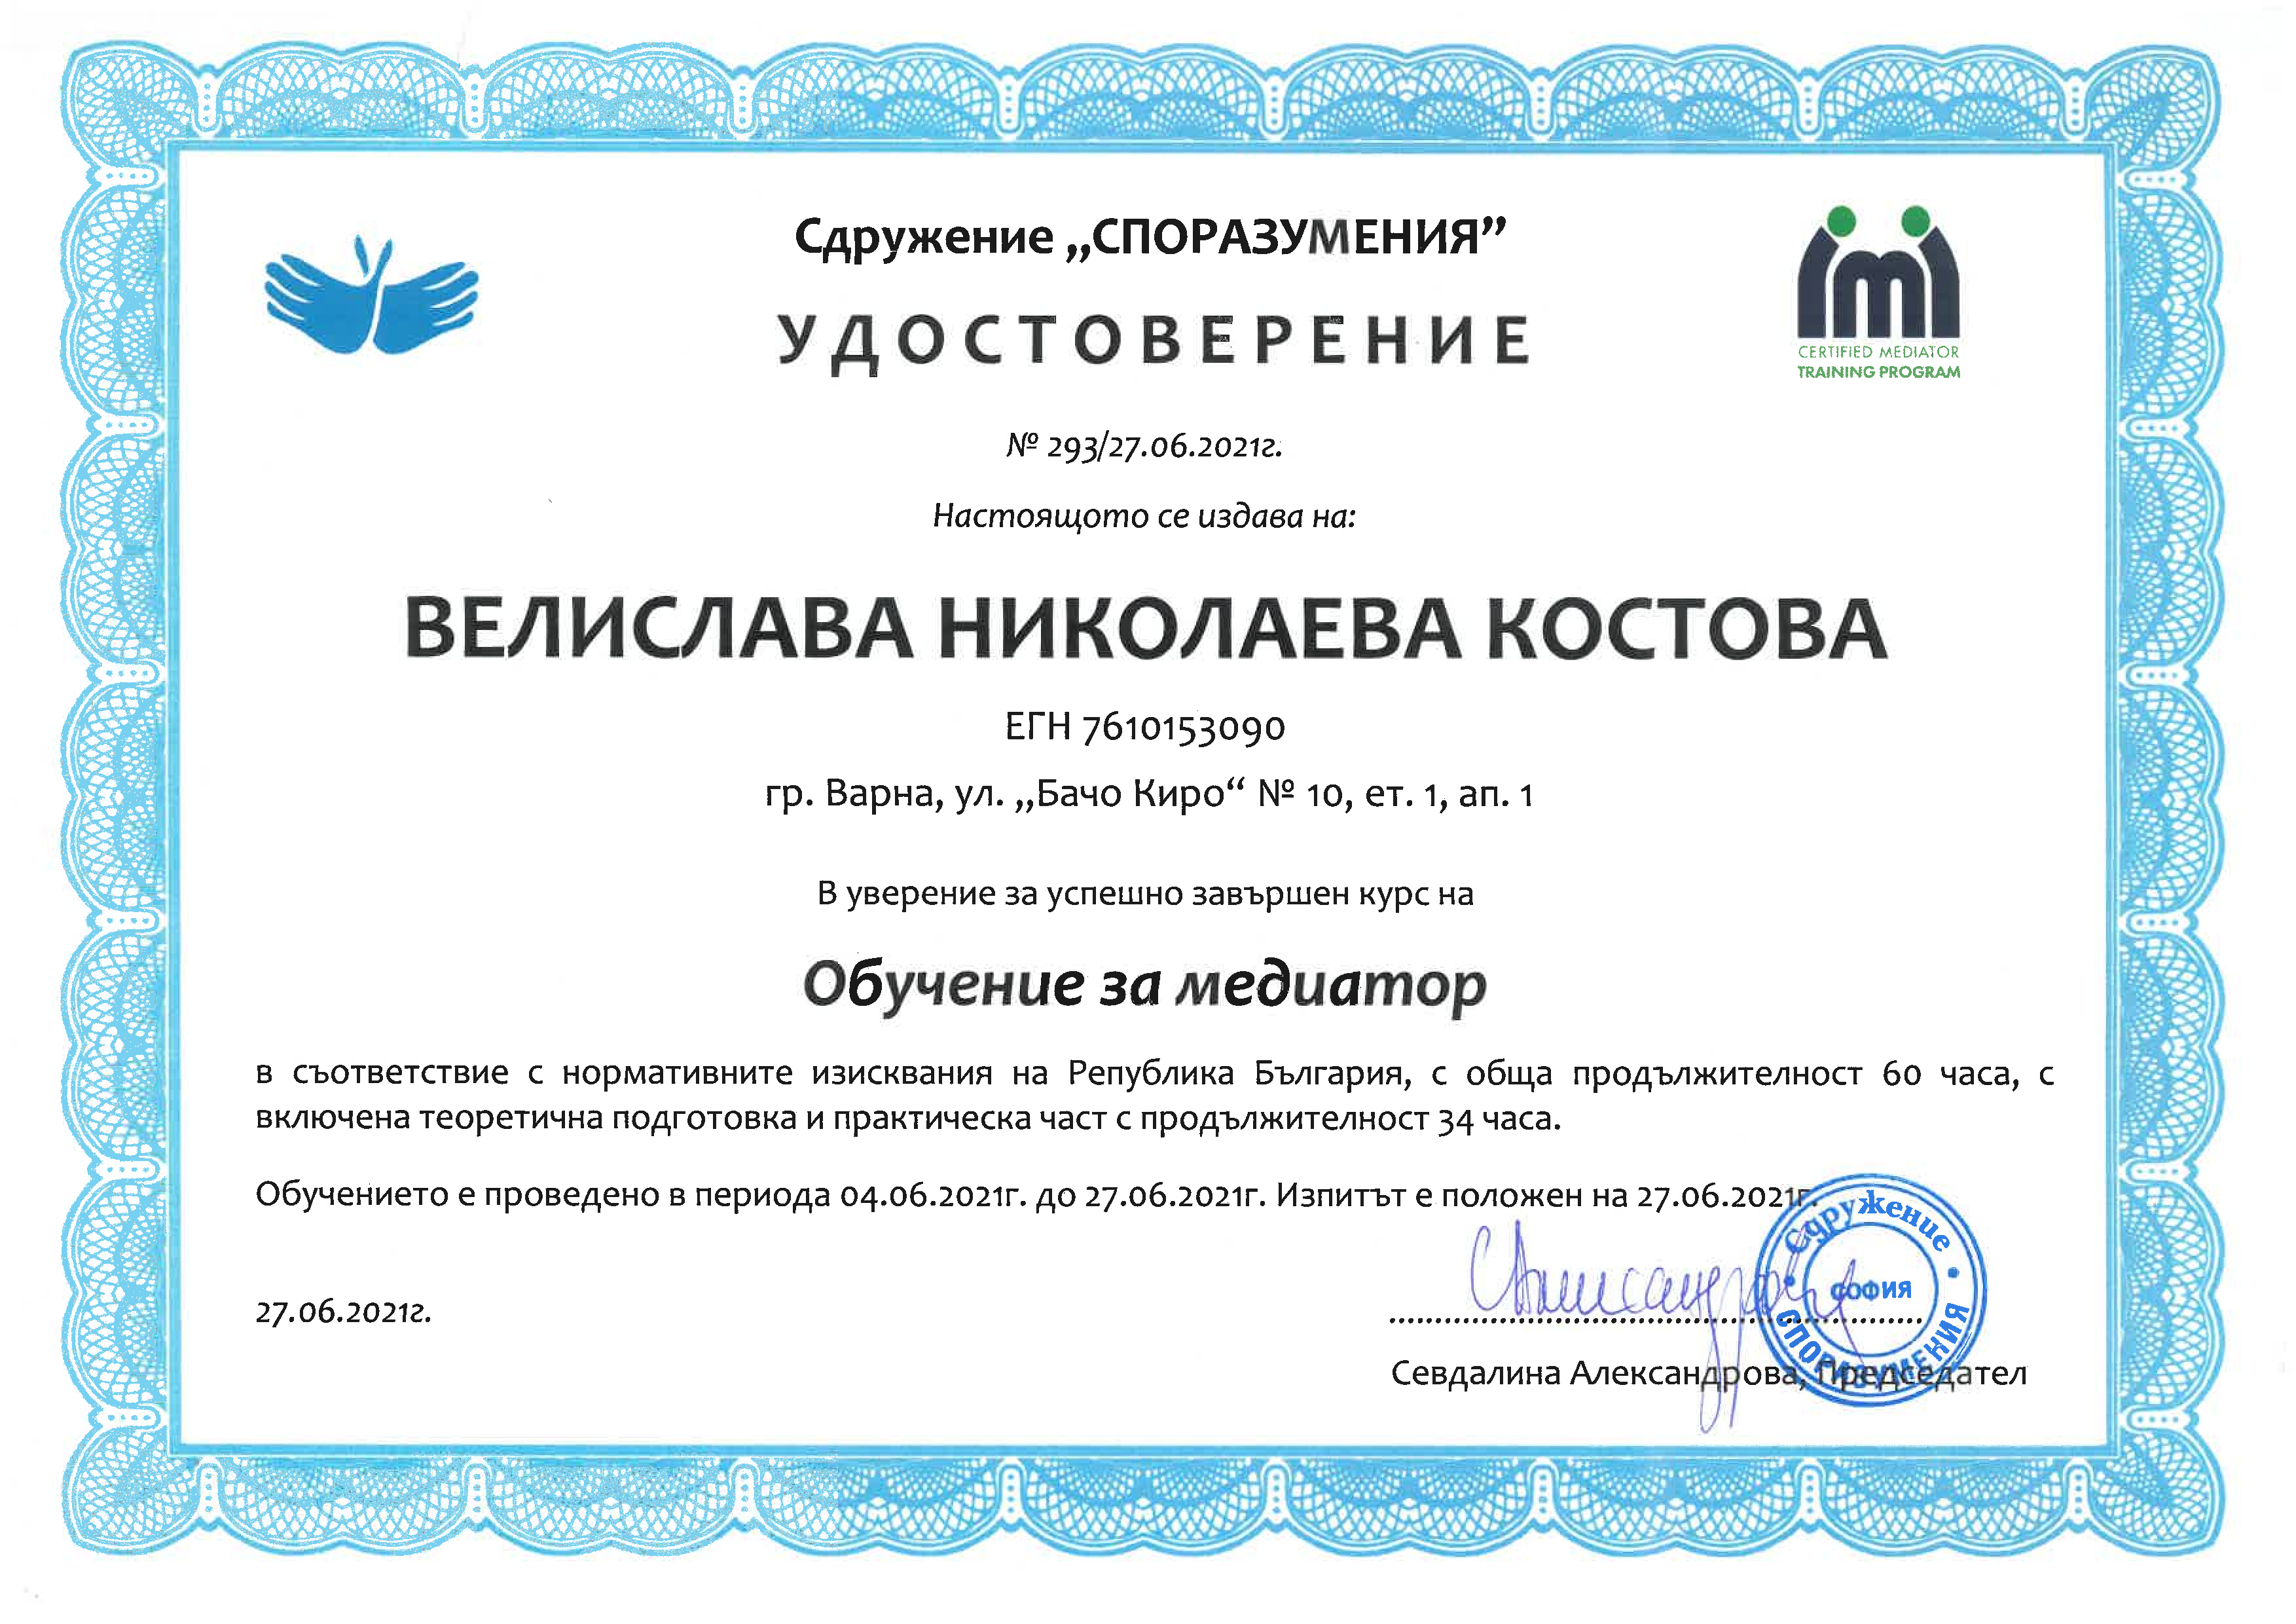 Сдружение „СПОРАЗУМЕНИЯ”
imi
CERTIFIED MEDIATOR
TRAINING PROGRAM
УДОСТОВЕРЕНИЕ
№ 293/27.06.2021г.
Настоящото се издава на:
ВЕЛИСЛАВА НИКОЛАЕВА КОСТОВА
ЕГН 7610153090
гр. Варна, ул. „Бачо Киро“ № 10, ет. 1, ап. 1
В уверение за успешно завършен курс на
Обучение за медиатор
в съответствие с нормативните изисквания на Република България, с обща продължителност 60 часа, с
включена теоретична подготовка и практическа част с продължителност 34 часа.
Обучението е проведено в периода 04.06.2021г. до 27.06.2021г. Изпитът е положен на 27.06.2021г.
27.06.2021г.
Сдружение
СОФИЯ
СПОРАЗУМЕНИЯ
Севдалина Александрова, Председател